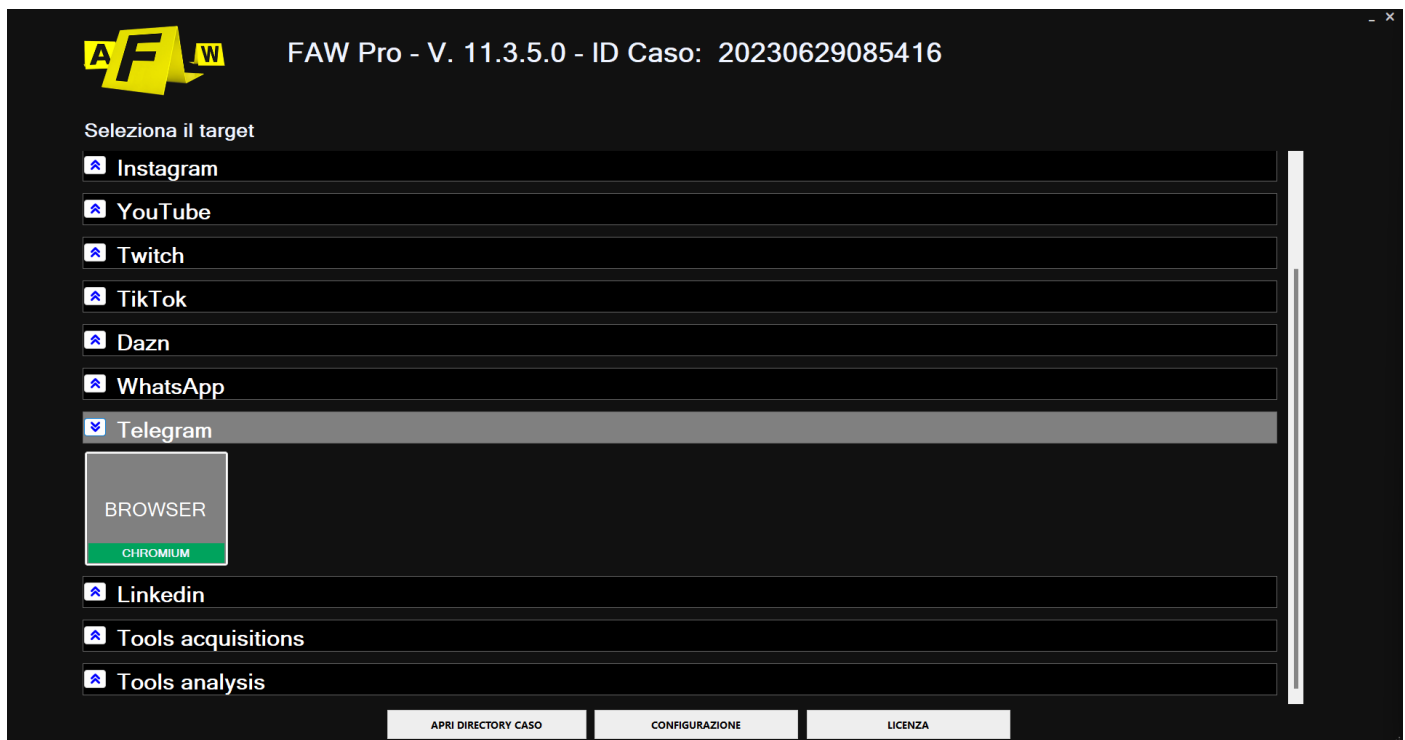 A F W
FAW Pro - V. 11.3.5.0 - ID Caso: 20230629085416
Seleziona il target
Instagram
YouTube
Twitch
TikTok
Dazn
WhatsApp
Telegram
BROWSER
CHROMIUM
Linkedin
Tools acquisitions
Tools analysis
APRI DIRECTORY CASO CONFIGURAZIONE LICENZA